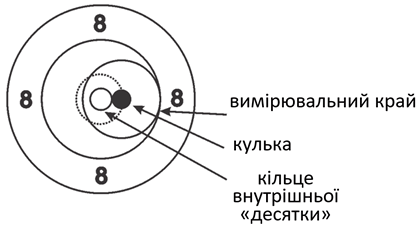 8
8
8
вимірювальний край
кулька
кільце
внутрішньої
«десятки»
8